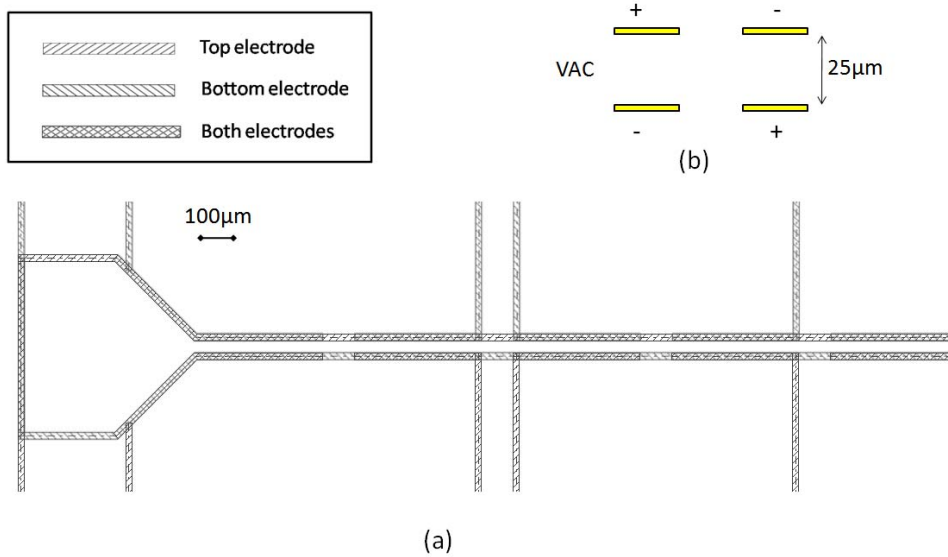 Top electrode
Bottom electrode
Both electrodes
+ -
VAC
25μm
- +
(b)
100μm
(a)